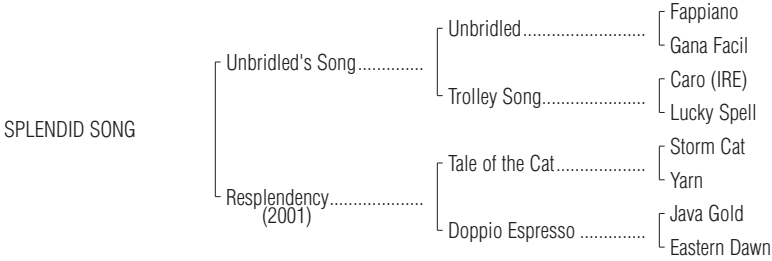 Fappiano
Unbridled.........................
Gana Facil
Unbridled's Song..............
Caro (IRE)
Trolley Song......................
Lucky Spell
SPLENDID SONG
Storm Cat
Tale of the Cat...................
Yarn
Resplendency....................
(2001)
Java Gold
Doppio Espresso ..............
Eastern Dawn